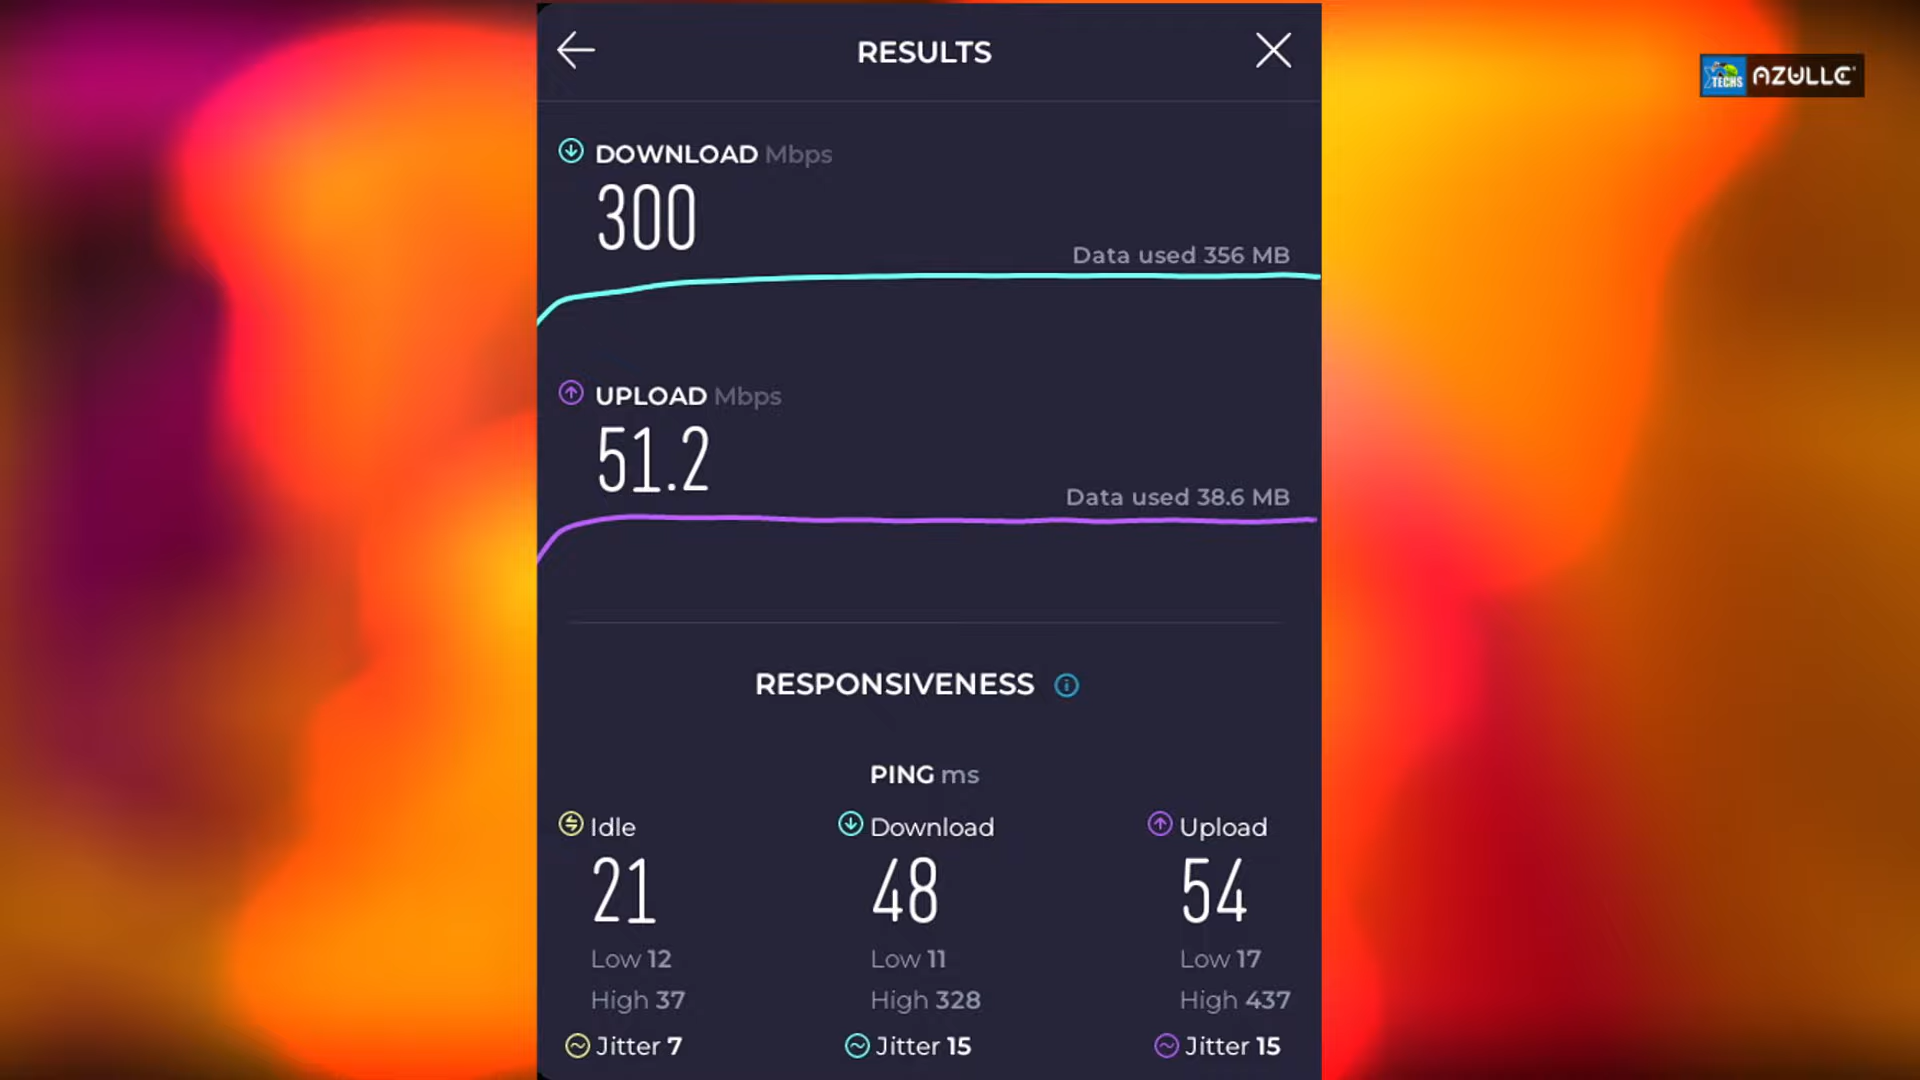 RESULTS
TECHS AZULLE
DOWNLOAD Mbps
300
Data used 356 MB
UPLOAD Mbps
51.2
Data used 38.6 MB
RESPONSIVENESS
PING ms
Idle Download Upload
21 48 54
Low 12 Low 11 Low 17
High 37 High 328 High 437
Jitter 7 Jitter 15 Jitter 15